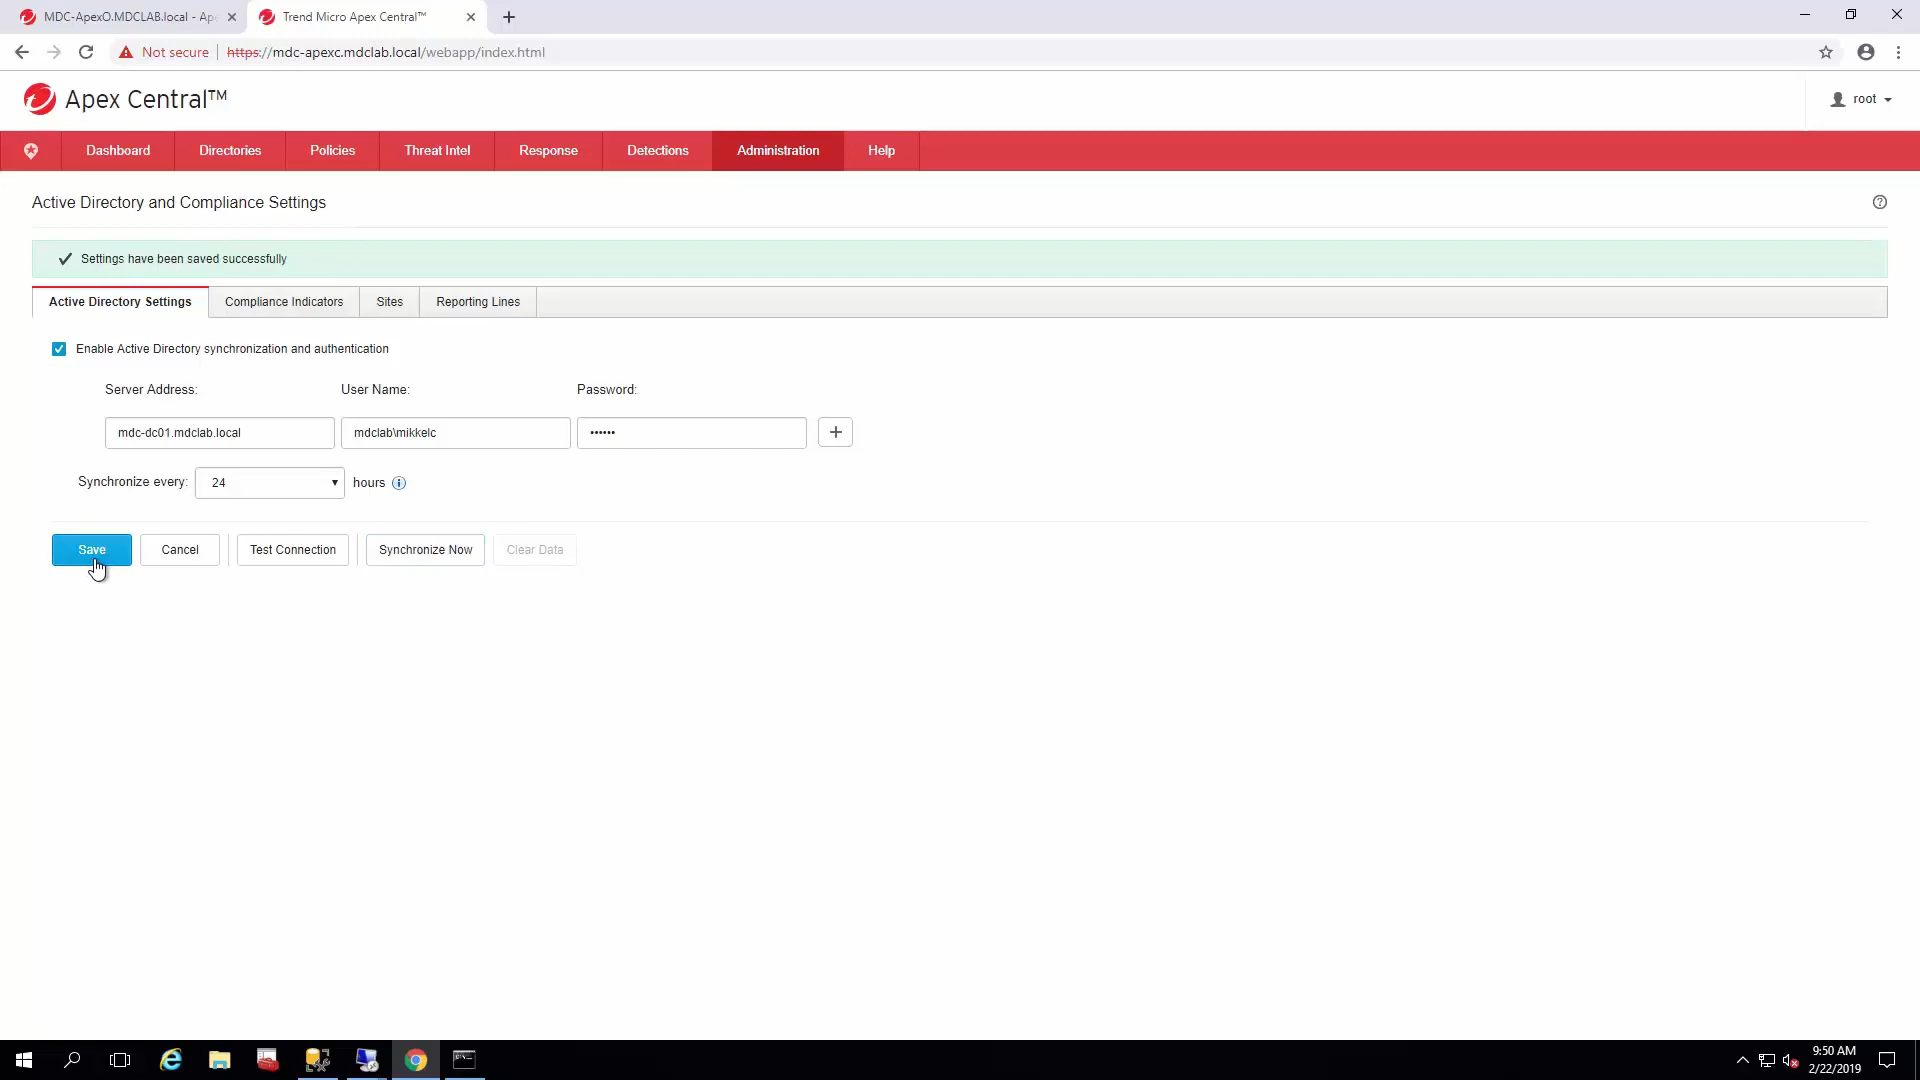 MDC-ApexO.MDCLAB.local - Ape
Trend Micro Apex Central™
Not secure
https://mdc-apexc.mdclab.local/webapp/index.html
Apex Central™
root
Dashboard
Directories
Policies
Threat Intel
Response
Detections
Administration
Help
Active Directory and Compliance Settings
Settings have been saved successfully
Active Directory Settings
Compliance Indicators
Sites
Reporting Lines
Enable Active Directory synchronization and authentication
Server Address:
User Name:
Password:
mdc-dc01.mdclab.local
mdclab\mikkelc
••••••
Synchronize every:
24
hours
Save
Cancel
Test Connection
Synchronize Now
Clear Data
9:50 AM
2/22/2019